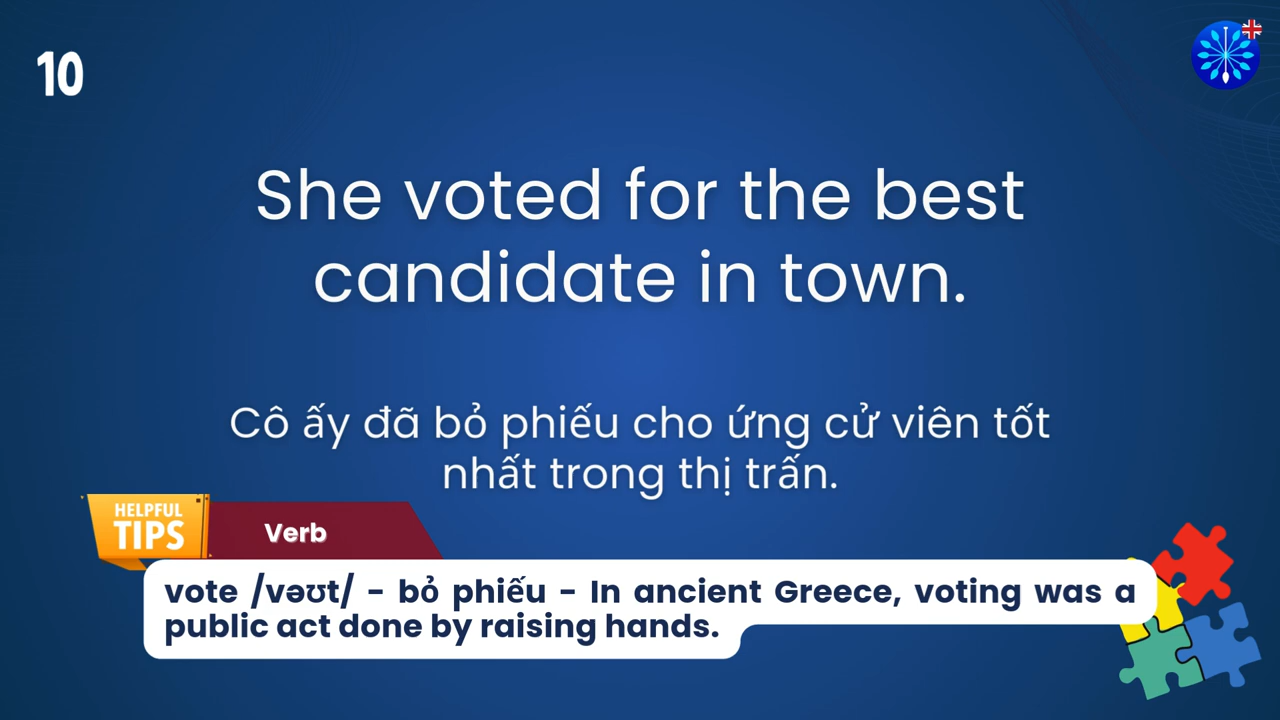 10
She voted for the best
candidate in town.
Cô ấy đã bỏ phiếu cho ứng cử viên tốt
nhất trong thị trấn.
HELPFUL
TIPS
Verb
vote /vəʊt/ - bỏ phiếu - In ancient Greece, voting was a
public act done by raising hands.